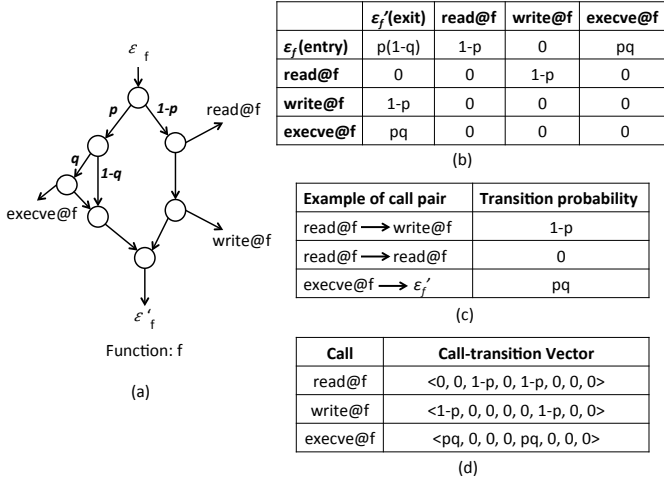 ε f
p 1-p
read@f
q 1-q
execve@f
write@f
ε' f
Function: f
(a)
εf'(exit) read@f write@f execve@f
εf(entry) p(1-q) 1-p 0 pq
read@f 0 0 1-p 0
write@f 1-p 0 0 0
execve@f pq 0 0 0
(b)
Example of call pair Transition probability
read@f → write@f 1-p
read@f → read@f 0
execve@f → εf' pq
(c)
Call Call-transition Vector
read@f <0, 0, 1-p, 0, 1-p, 0, 0, 0>
write@f <1-p, 0, 0, 0, 0, 1-p, 0, 0>
execve@f <pq, 0, 0, 0, pq, 0, 0, 0>
(d)